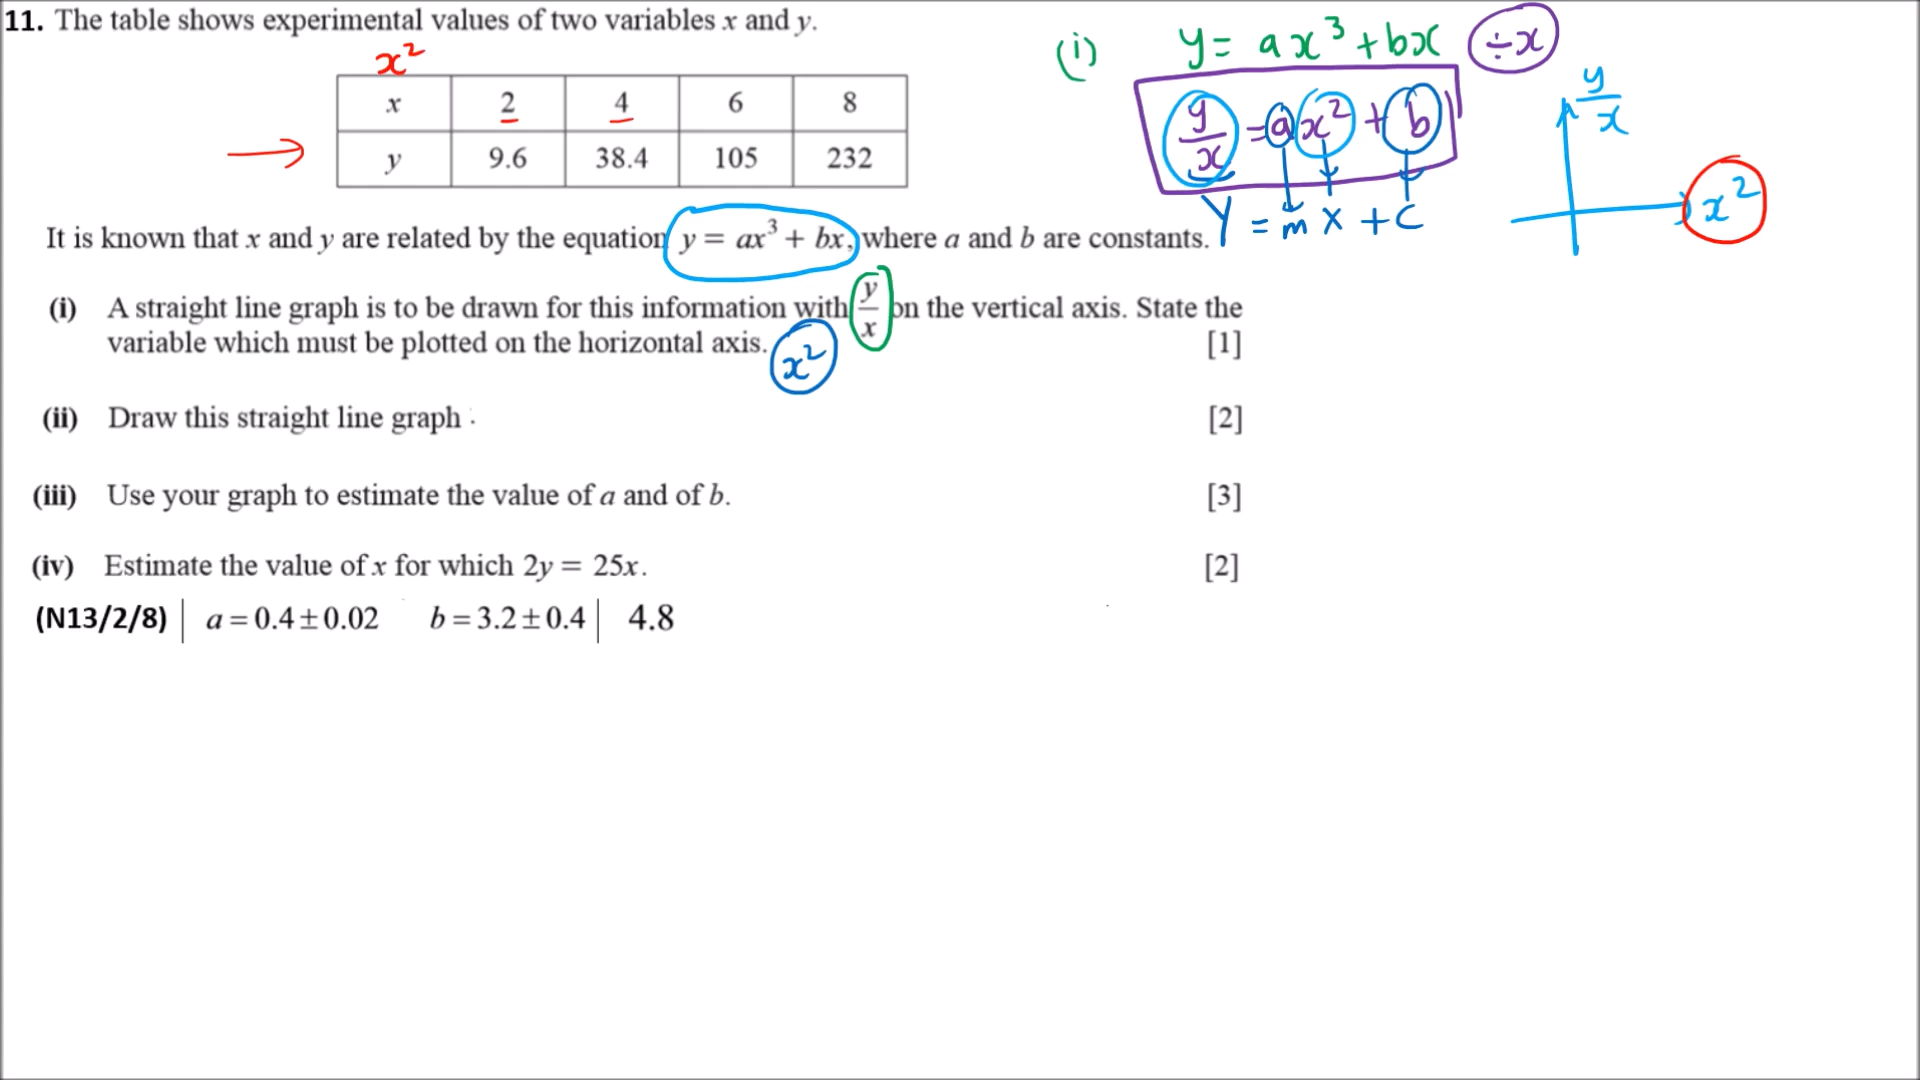 11. The table shows experimental values of two variables x and y.
x²
x 2 4 6 8
y 9.6 38.4 105 232
It is known that x and y are related by the equation y = ax³ + bx, where a and b are constants.
(i) A straight line graph is to be drawn for this information with y/x on the vertical axis. State the
variable which must be plotted on the horizontal axis. [1]
x²
(ii) Draw this straight line graph [2]
(iii) Use your graph to estimate the value of a and of b. [3]
(iv) Estimate the value of x for which 2y = 25x. [2]
(N13/2/8) | a = 0.4 ± 0.02 b = 3.2 ± 0.4 | 4.8
(i) y = ax³ + bx ÷x
y/x = ax² + b
Y = mX + C
y/x
x²